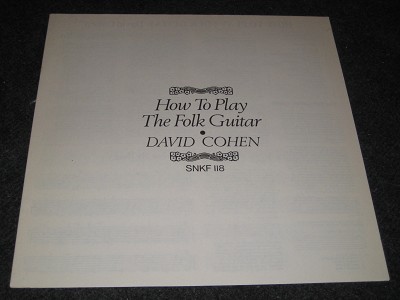 How To Play
The Folk Guitar
•
DAVID COHEN
SNKF 118